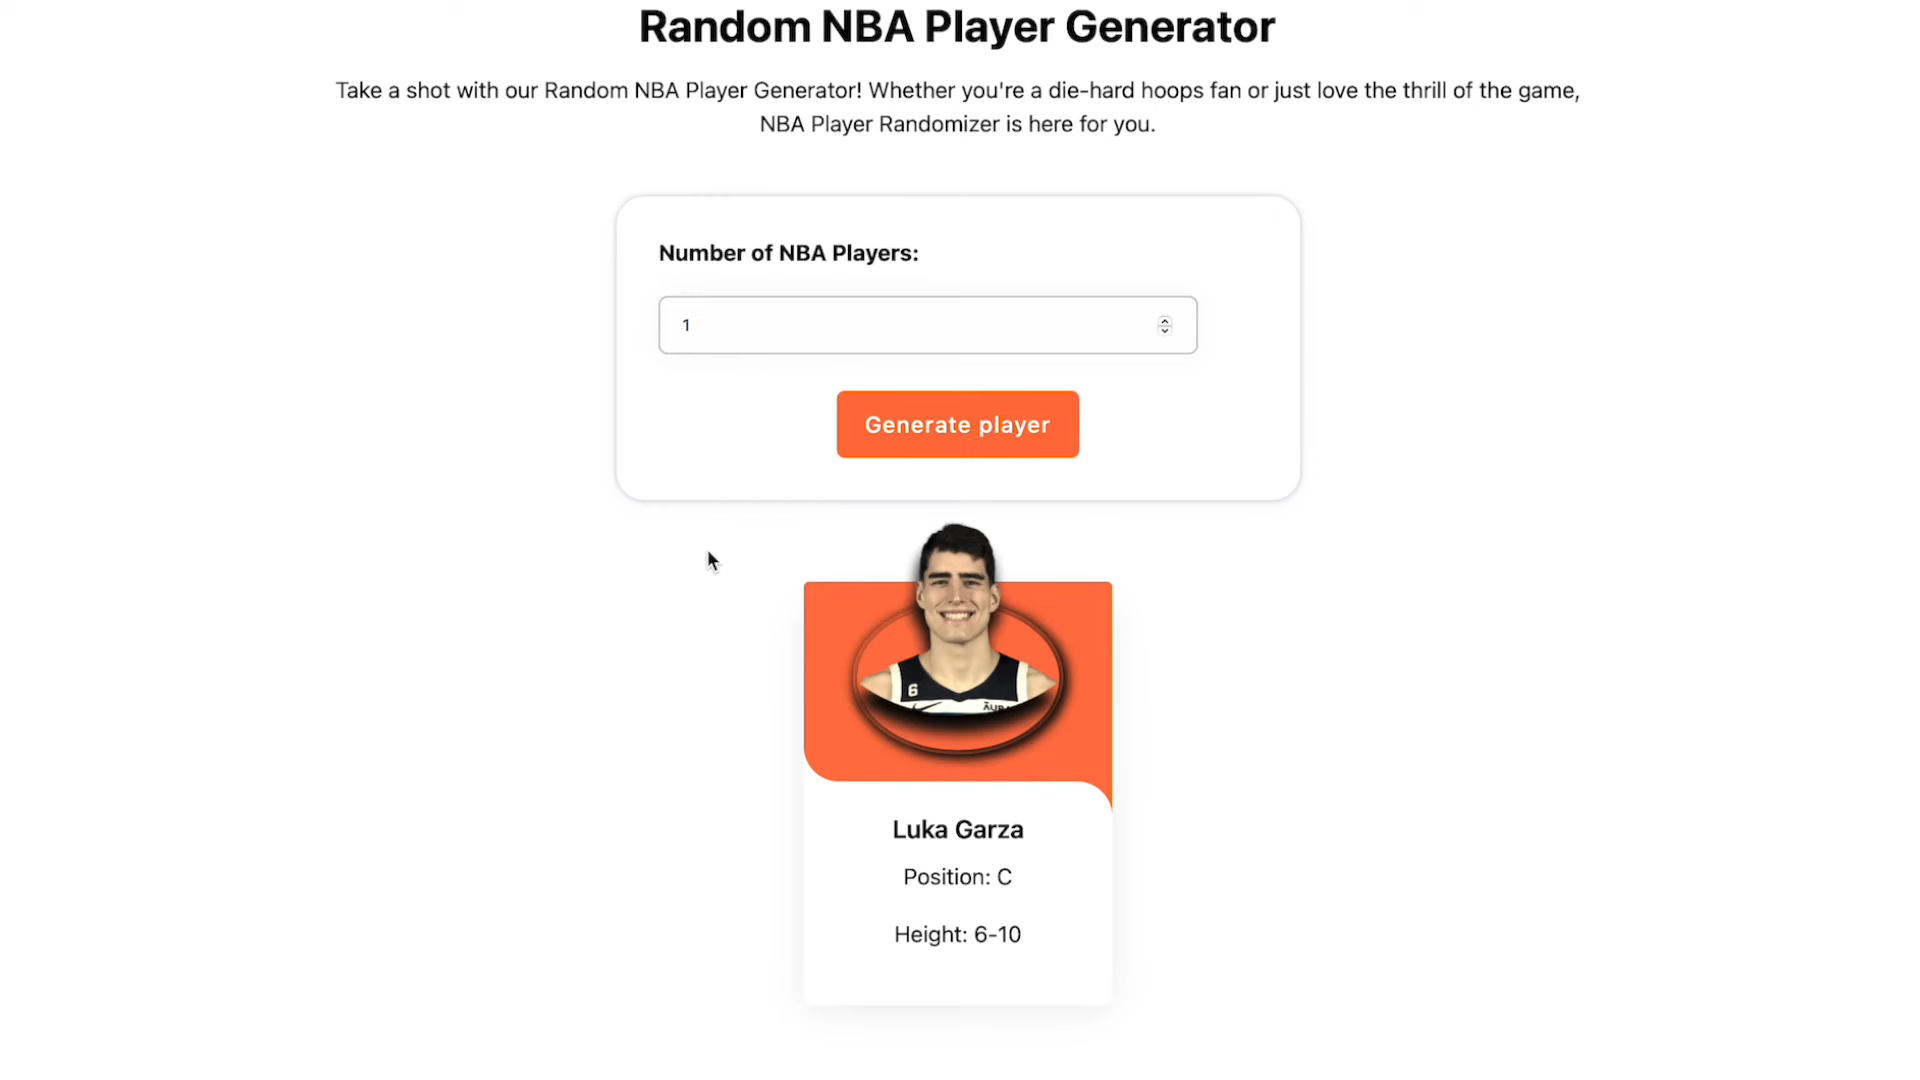 Random NBA Player Generator
Take a shot with our Random NBA Player Generator! Whether you're a die-hard hoops fan or just love the thrill of the game,
NBA Player Randomizer is here for you.
Number of NBA Players:
1
Generate player
6
Luka Garza
Position: C
Height: 6-10